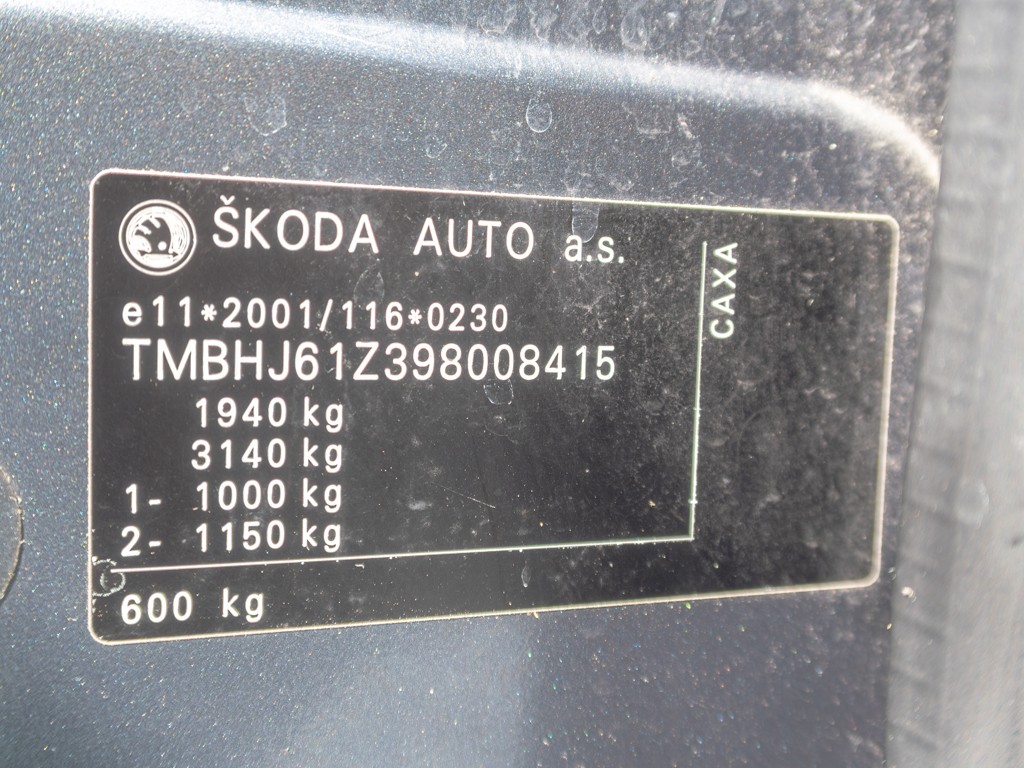 ŠKODA AUTO a.s.
e11*2001/116*0230
TMBHJ61Z398008415
1940 kg
3140 kg
1- 1000 kg
2- 1150 kg
600 kg
CAXA